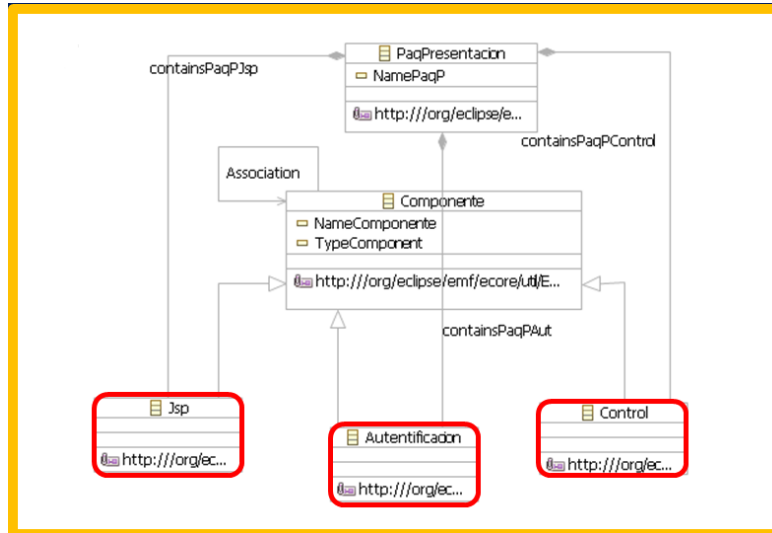 PaqPresentacion
containsPaqPJsp
NamePaqP
http:///org/eclipse/e...
containsPaqPControl
Association
Componente
NameComponente
TypeComponent
http:///org/eclipse/emf/ecore/util/E...
containsPaqPAut
Jsp
Control
Autentificacion
http:///org/ec...
http:///org/ec...
http:///org/ec...